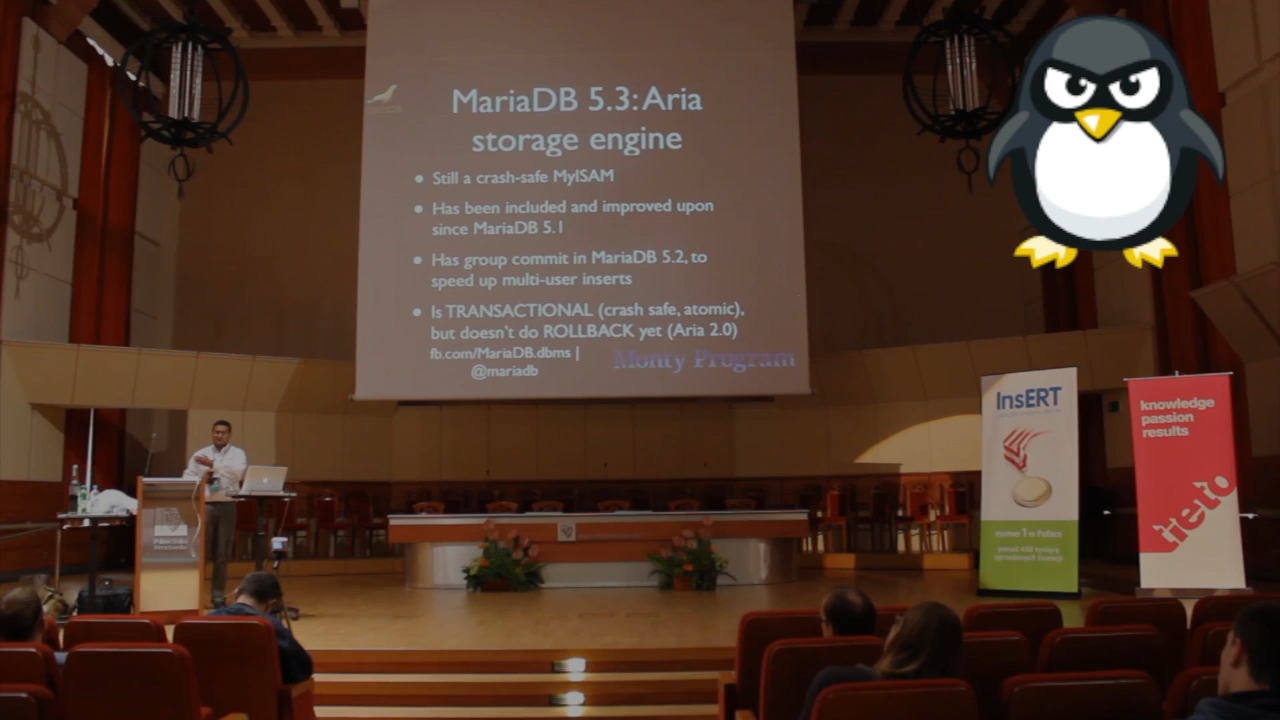 MariaDB 5.3: Aria
storage engine
• Still a crash-safe MyISAM
• Has been included and improved upon
since MariaDB 5.1
• Has group commit in MariaDB 5.2, to
speed up multi-user inserts
• Is TRANSACTIONAL (crash safe, atomic),
but doesn't do ROLLBACK yet (Aria 2.0)
fb.com/MariaDB.dbms |
@mariadb
Monty Program
InsERT
numer 1 w Polsce
knowledge
passion
results
tieto